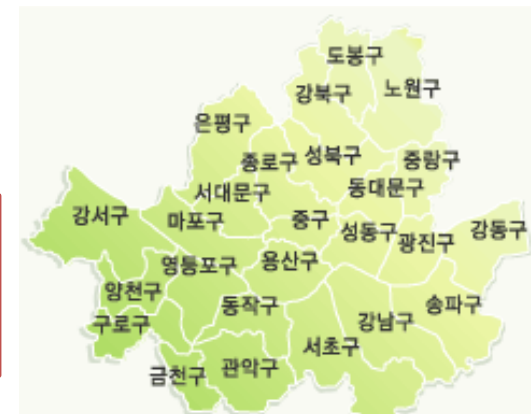 도봉구
강북구
노원구
은평구
종로구
성북구
중랑구
서대문구
동대문구
강서구
마포구
중구
성동구
광진구
강동구
영등포구
용산구
양천구
동작구
송파구
구로구
강남구
서초구
금천구
관악구